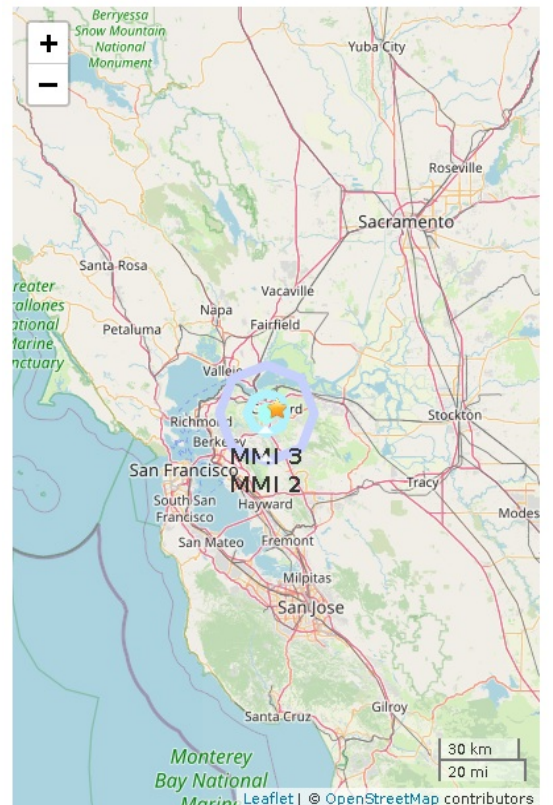 Berryessa
Snow Mountain
National
Monument
+
−
Yuba City
Roseville
Sacramento
Santa Rosa
Vacaville
Napa
Fairfield
Petaluma
Richmond
Stockton
Berkeley
San Francisco
MMI 3
MMI 2
Tracy
Hayward
South San
Francisco
San Mateo
Fremont
Milpitas
San Jose
Gilroy
Santa Cruz
Monterey
Bay National
30 km
20 mi
Leaflet | © OpenStreetMap contributors